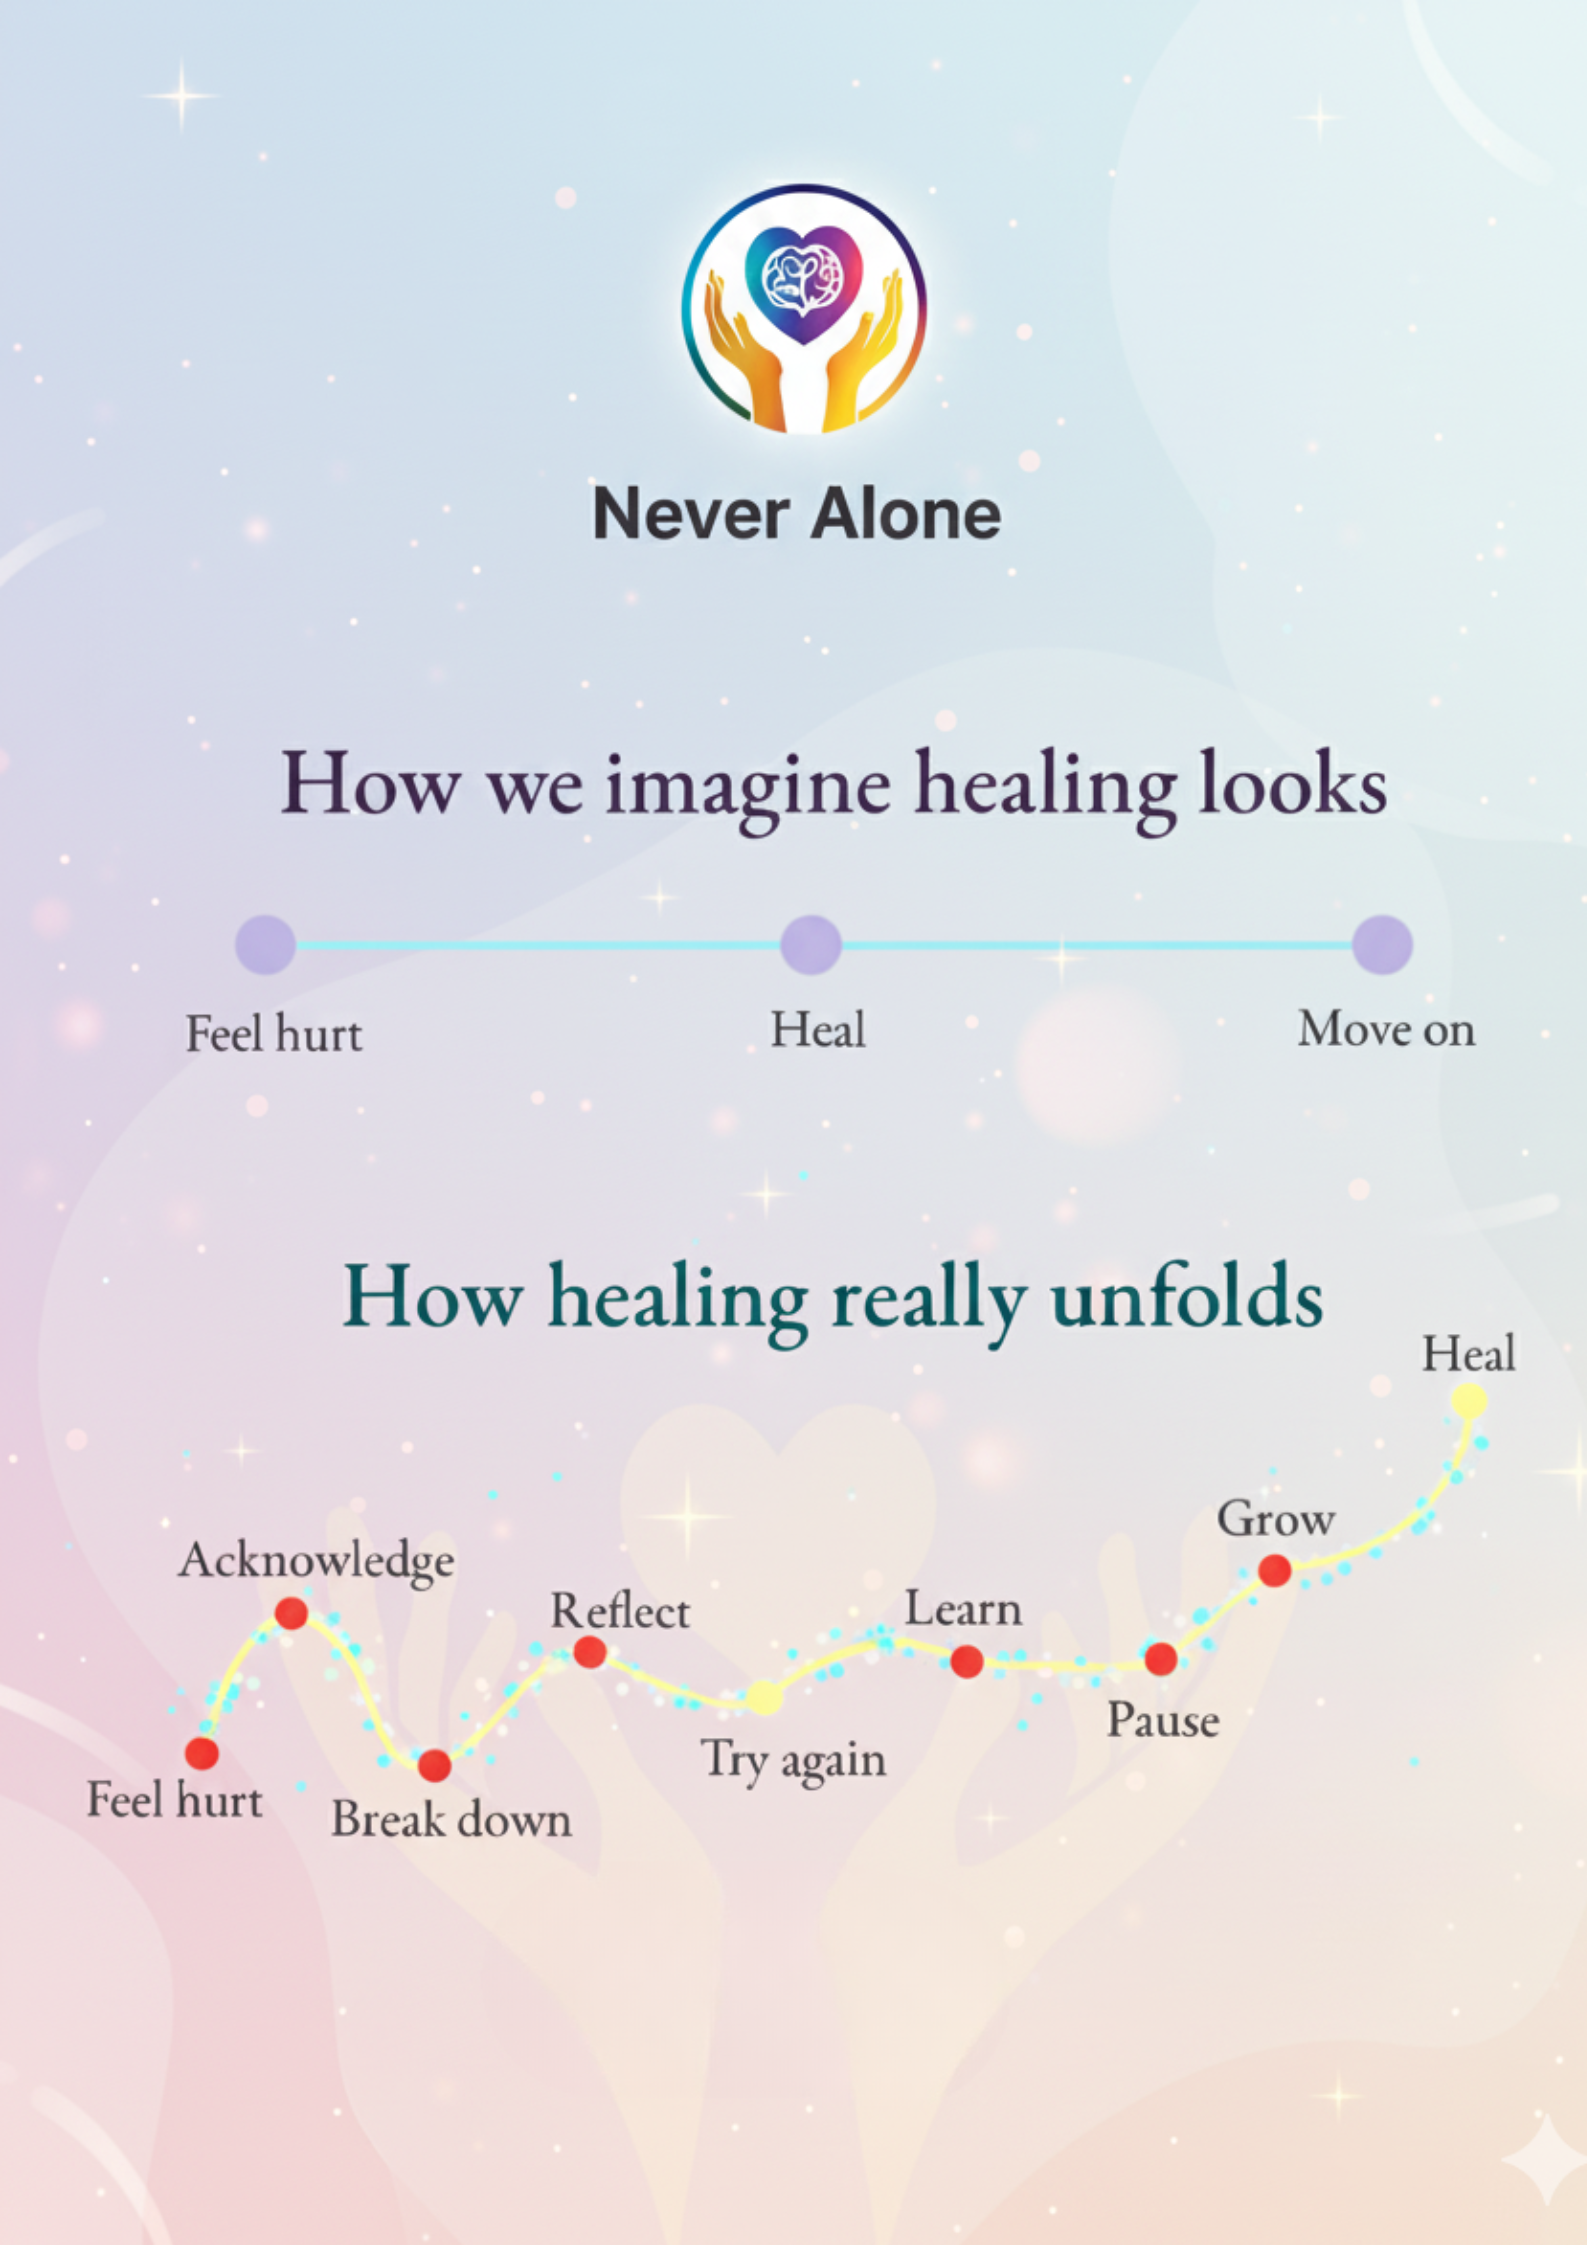 Never Alone
How we imagine healing looks
Feel hurt
Heal
Move on
How healing really unfolds
Heal
Grow
Acknowledge
Reflect
Learn
Pause
Try again
Feel hurt
Break down